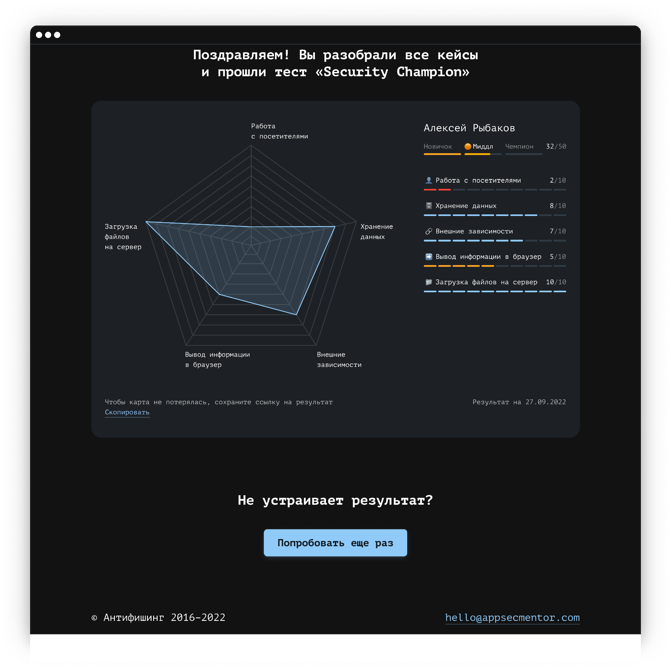 Поздравляем! Вы разобрали все кейсы
и прошли тест «Security Champion»
Работа
с посетителями
Хранение
данных
Внешние
зависимости
Вывод информации
в браузер
Загрузка
файлов
на сервер
Алексей Рыбаков
Новичок Миддл Чемпион 32/50
Работа с посетителями 2/10
Хранение данных 8/10
Внешние зависимости 7/10
Вывод информации в браузер 5/10
Загрузка файлов на сервер 10/10
Чтобы карта не потерялась, сохраните ссылку на результат
Скопировать
Результат на 27.09.2022
Не устраивает результат?
Попробовать еще раз
© Антифишинг 2016–2022
hello@appsecmentor.com